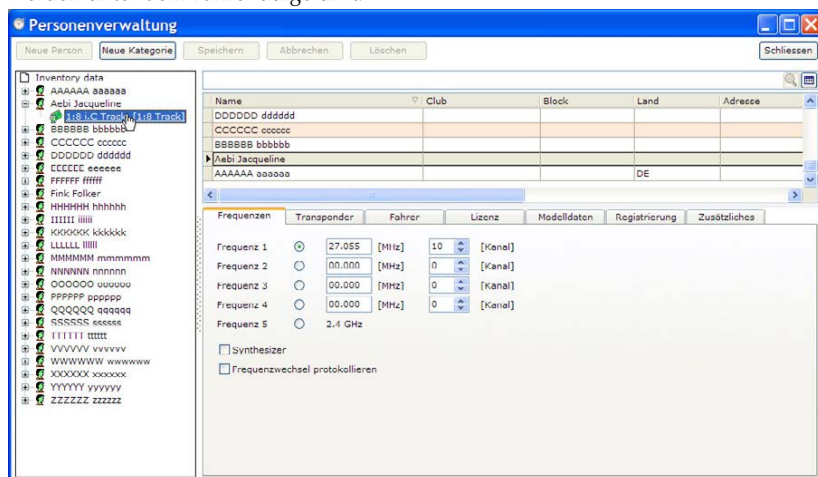 Personenverwaltung
Neue Person Neue Kategorie Speichern Abbrechen Löschen Schliessen
Inventory data
AAAAAA aaaaaa
Aebi Jacqueline
1:8 i.C Track, [1:8 Track]
BBBBBB bbbbbb
CCCCCC cccccc
DDDDDD dddddd
EEEEEE eeeeee
FFFFFF ffffff
Fink Folker
HHHHHH hhhhhh
IIIIII iiiiii
KKKKKK kkkkkk
LLLLLL llllll
MMMMMM mmmmmm
NNNNNN nnnnnn
OOOOOO oooooo
PPPPPP pppppp
QQQQQQ qqqqqq
SSSSSS ssssss
TTTTTT tttttt
VVVVVV vvvvvv
WWWWWW wwwwww
XXXXXX xxxxxx
YYYYYY yyyyyy
ZZZZZZ zzzzzz
Name Club Block Land Adresse
DDDDDD dddddd
CCCCCC cccccc
BBBBBB bbbbbb
Aebi Jacqueline
AAAAAA aaaaaa DE
Frequenzen Transponder Fahrer Lizenz Modelldaten Registrierung Zusätzliches
Frequenz 1 27.055 [MHz] 10 [Kanal]
Frequenz 2 00.000 [MHz] 0 [Kanal]
Frequenz 3 00.000 [MHz] 0 [Kanal]
Frequenz 4 00.000 [MHz] 0 [Kanal]
Frequenz 5 2.4 GHz
Synthesizer
Frequenzwechsel protokollieren